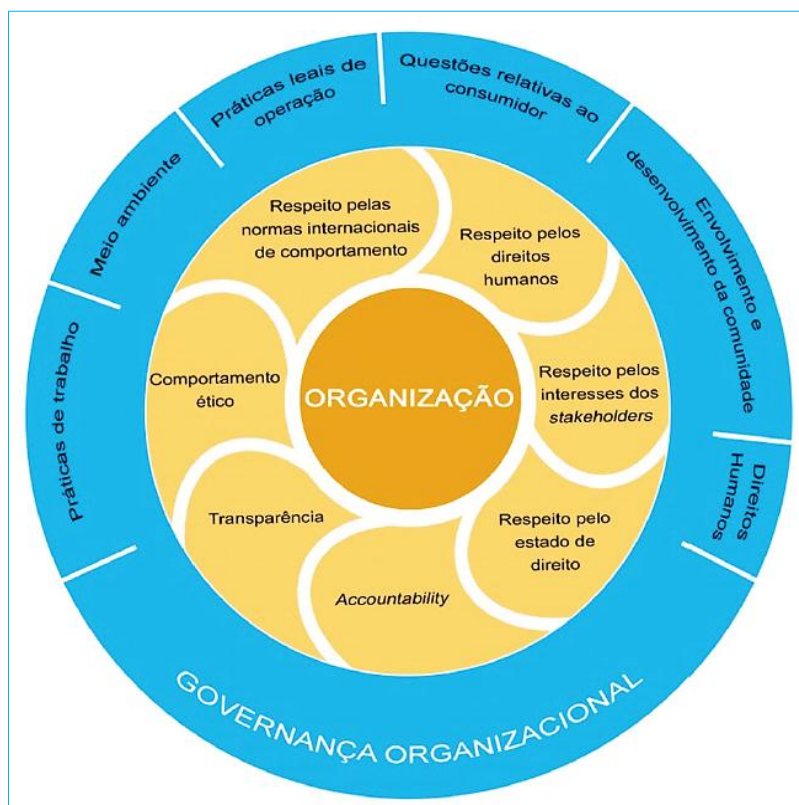 Práticas leais de
operação
Questões relativas ao
consumidor
Envolvimento e
desenvolvimento da comunidade
Direitos
Humanos
GOVERNANÇA ORGANIZACIONAL
Práticas de trabalho
Meio ambiente
Respeito pelas
normas internacionais
de comportamento
Respeito pelos
direitos
humanos
Respeito pelos
interesses dos
stakeholders
Respeito pelo
estado de
direito
Accountability
Transparência
Comportamento
ético
ORGANIZAÇÃO